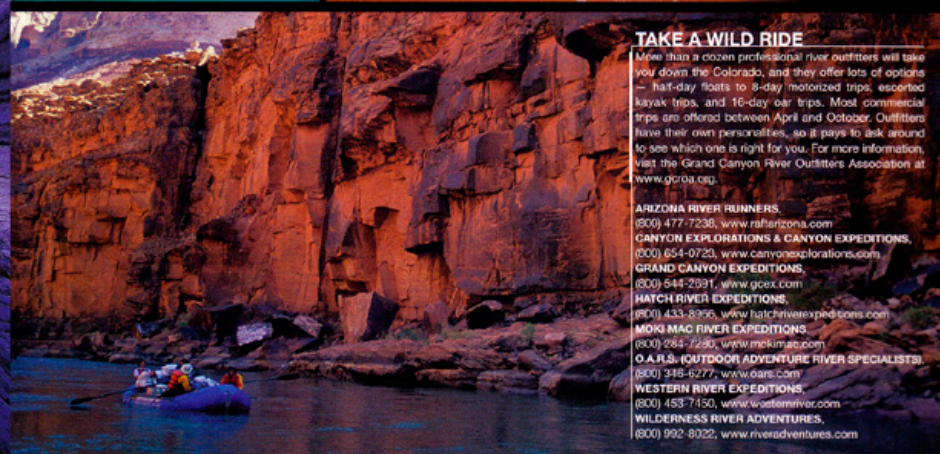 TAKE A WILD RIDE
More than a dozen professional river outfitters will take
you down the Colorado, and they offer lots of options
— half-day floats to 8-day motorized trips, escorted
kayak trips, and 16-day oar trips. Most commercial
trips are offered between April and October. Outfitters
have their own personalities, so it pays to ask around
to see which one is right for you. For more information,
visit the Grand Canyon River Outfitters Association at
www.gcroa.org.
ARIZONA RIVER RUNNERS,
(800) 477-7238, www.raftarizona.com
CANYON EXPLORATIONS & CANYON EXPEDITIONS,
(800) 654-0723, www.canyonexplorations.com
GRAND CANYON EXPEDITIONS,
(800) 544-2691, www.gcex.com
HATCH RIVER EXPEDITIONS,
(800) 433-8966, www.hatchriverexpeditions.com
MOKI MAC RIVER EXPEDITIONS,
(800) 284-7280, www.mokimac.com
O.A.R.S. (OUTDOOR ADVENTURE RIVER SPECIALISTS),
(800) 346-6277, www.oars.com
WESTERN RIVER EXPEDITIONS,
(800) 453-7450, www.westernriver.com
WILDERNESS RIVER ADVENTURES,
(800) 992-8022, www.riveradventures.com